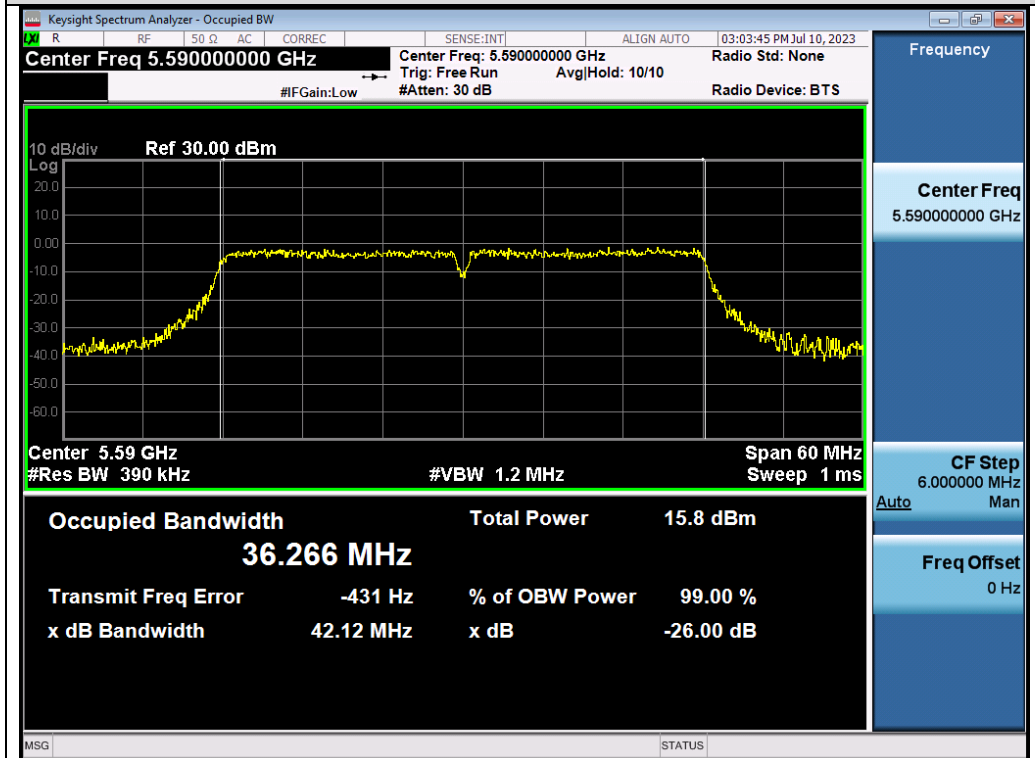 Keysight Spectrum Analyzer - Occupied BW
LXI R RF 50 Ω AC CORREC SENSE:INT ALIGN AUTO 03:03:45 PM Jul 10, 2023
Center Freq 5.590000000 GHz
#IFGain:Low
Center Freq: 5.590000000 GHz
Trig: Free Run Avg|Hold: 10/10
#Atten: 30 dB
Radio Std: None
Radio Device: BTS
10 dB/div Ref 30.00 dBm
Log
20.0
10.0
0.00
-10.0
-20.0
-30.0
-40.0
-50.0
-60.0
Center 5.59 GHz Span 60 MHz
#Res BW 390 kHz #VBW 1.2 MHz Sweep 1 ms
Occupied Bandwidth Total Power 15.8 dBm
36.266 MHz
Transmit Freq Error -431 Hz % of OBW Power 99.00 %
x dB Bandwidth 42.12 MHz x dB -26.00 dB
MSG STATUS
Frequency
Center Freq
5.590000000 GHz
CF Step
6.000000 MHz
Auto Man
Freq Offset
0 Hz